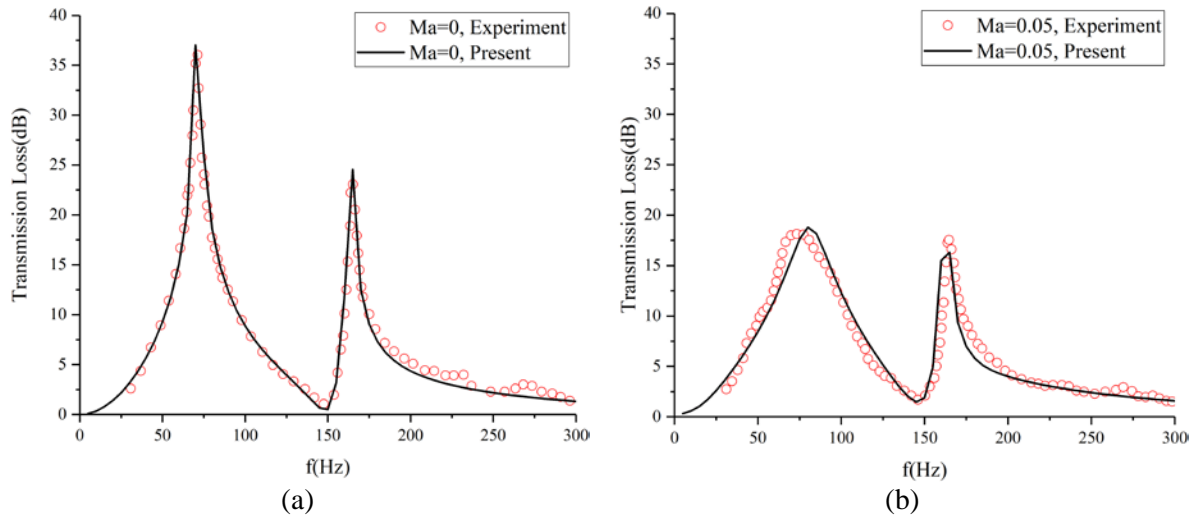 Ma=0, Experiment
Ma=0, Present
Transmission Loss(dB)
40
35
30
25
20
15
10
5
0
0 50 100 150 200 250 300
f(Hz)
(a)
Ma=0.05, Experiment
Ma=0.05, Present
Transmission Loss(dB)
40
35
30
25
20
15
10
5
0
0 50 100 150 200 250 300
f(Hz)
(b)